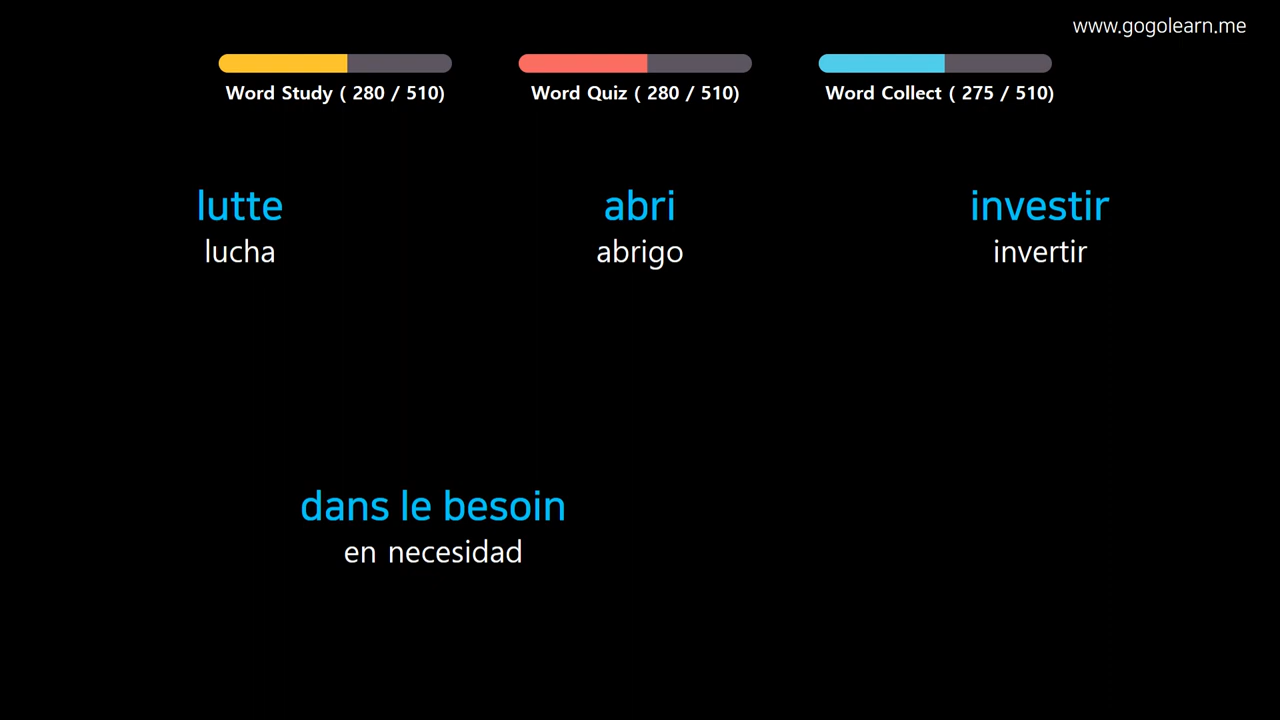 www.gogolearn.me
Word Study ( 280 / 510)
Word Quiz ( 280 / 510)
Word Collect ( 275 / 510)
lutte
lucha
abri
abrigo
investir
invertir
dans le besoin
en necesidad